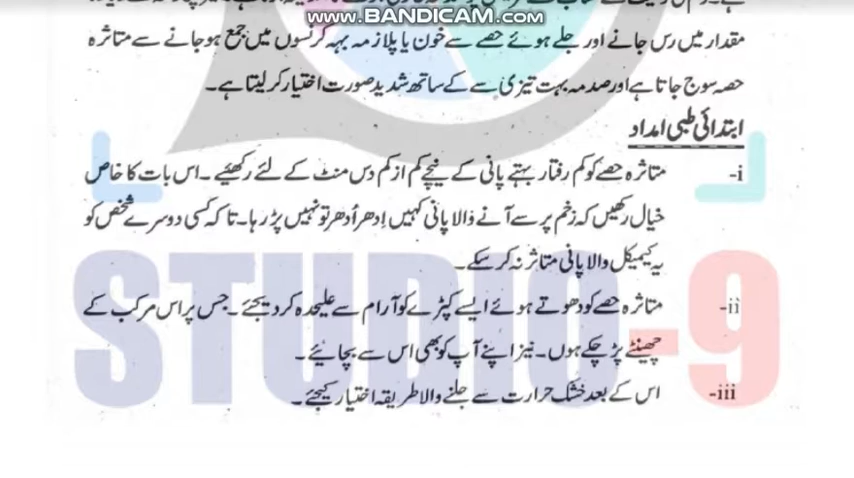 www.BANDICAM.com
مقدار میں رس جانے اور جلے ہوئے حصے سے خون یا پلازمہ بہہ کر نسوں میں جمع ہو جانے سے متاثرہ
حصہ سوج جاتا ہے اور صدمہ بہت تیزی سے کے ساتھ شدید صورت اختیار کر لیتا ہے۔
ابتدائی طبی امداد
i- متاثرہ حصے کو کم رفتار بہتے پانی کے نیچے کم از کم دس منٹ کے لئے رکھیئے۔ اس بات کا خاص
خیال رکھیں کہ زخم پر سے آنے والا پانی کہیں اِدھر اُدھر تو نہیں پڑ رہا۔ تا کہ کسی دوسرے شخص کو
یہ کیمیکل والا پانی متاثر نہ کر سکے۔
ii- متاثرہ حصے کو دھوتے ہوئے ایسے کپڑے کو آرام سے علیحدہ کر دیجئے۔ جس پر اس مرکب کے
چھینٹے پڑ چکے ہوں۔ نیز اپنے آپ کو بھی اس سے بچائیے۔
iii- اس کے بعد خشک حرارت سے جلنے والا طریقہ اختیار کیجئے۔
STUDIO-9